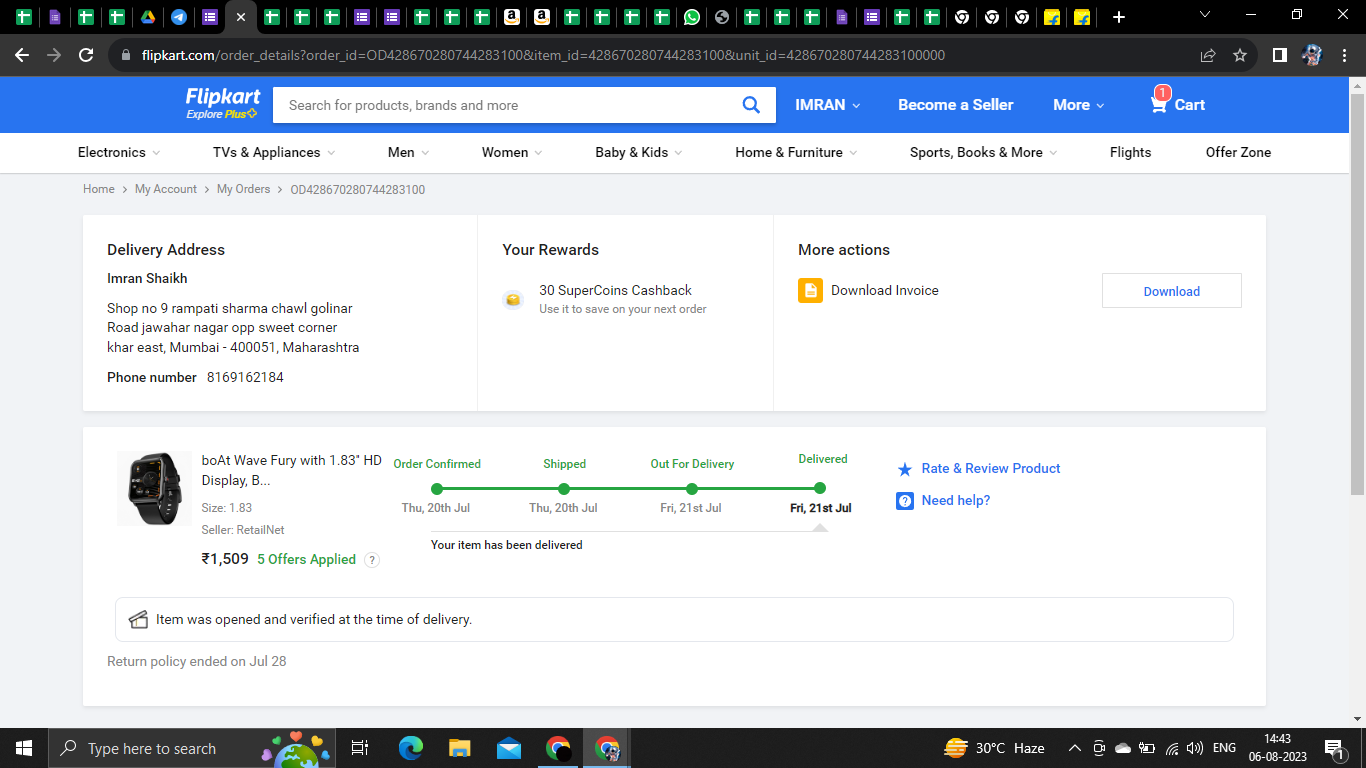 flipkart.com/order_details?order_id=OD428670280744283100&item_id=428670280744283100&unit_id=428670280744283100000
Flipkart
Explore Plus
Search for products, brands and more
IMRAN
Become a Seller
More
1
Cart
Electronics
TVs & Appliances
Men
Women
Baby & Kids
Home & Furniture
Sports, Books & More
Flights
Offer Zone
Home
My Account
My Orders
OD428670280744283100
Delivery Address
Imran Shaikh
Shop no 9 rampati sharma chawl golinar
Road jawahar nagar opp sweet corner
khar east, Mumbai - 400051, Maharashtra
Phone number 8169162184
Your Rewards
30 SuperCoins Cashback
Use it to save on your next order
More actions
Download Invoice
Download
boAt Wave Fury with 1.83" HD
Display, B...
Size: 1.83
Seller: RetailNet
₹1,509 5 Offers Applied ?
Order Confirmed
Shipped
Out For Delivery
Delivered
Thu, 20th Jul
Thu, 20th Jul
Fri, 21st Jul
Fri, 21st Jul
Your item has been delivered
Rate & Review Product
Need help?
Item was opened and verified at the time of delivery.
Return policy ended on Jul 28
Type here to search
30°C Haze
ENG
14:43
06-08-2023
1